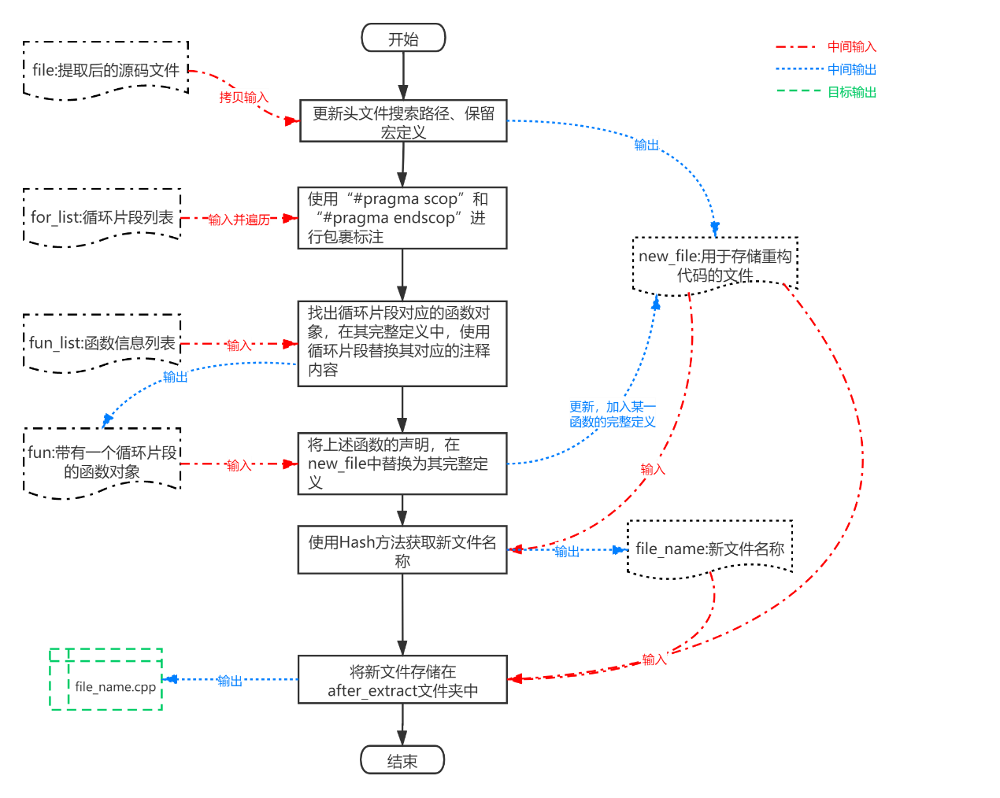 开始
file:提取后的源码文件
中间输入
中间输出
目标输出
拷贝输入
更新头文件搜索路径、保留
宏定义
输出
for_list:循环片段列表
输入并遍历
使用“#pragma scop”和
“#pragma endscop”进
行包裹标注
new_file:用于存储重构
代码的文件
fun_list:函数信息列表
输入
找出循环片段对应的函数对
象，在其完整定义中，使用
循环片段替换其对应的注释
内容
输出
更新，加入某一
函数的完整定义
fun:带有一个循环片段
的函数对象
输入
将上述函数的声明，在
new_file中替换为其完整定
义
输入
使用Hash方法获取新文件名
称
输出
file_name:新文件名称
输入
将新文件存储在
after_extract文件夹中
输出
file_name.cpp
结束